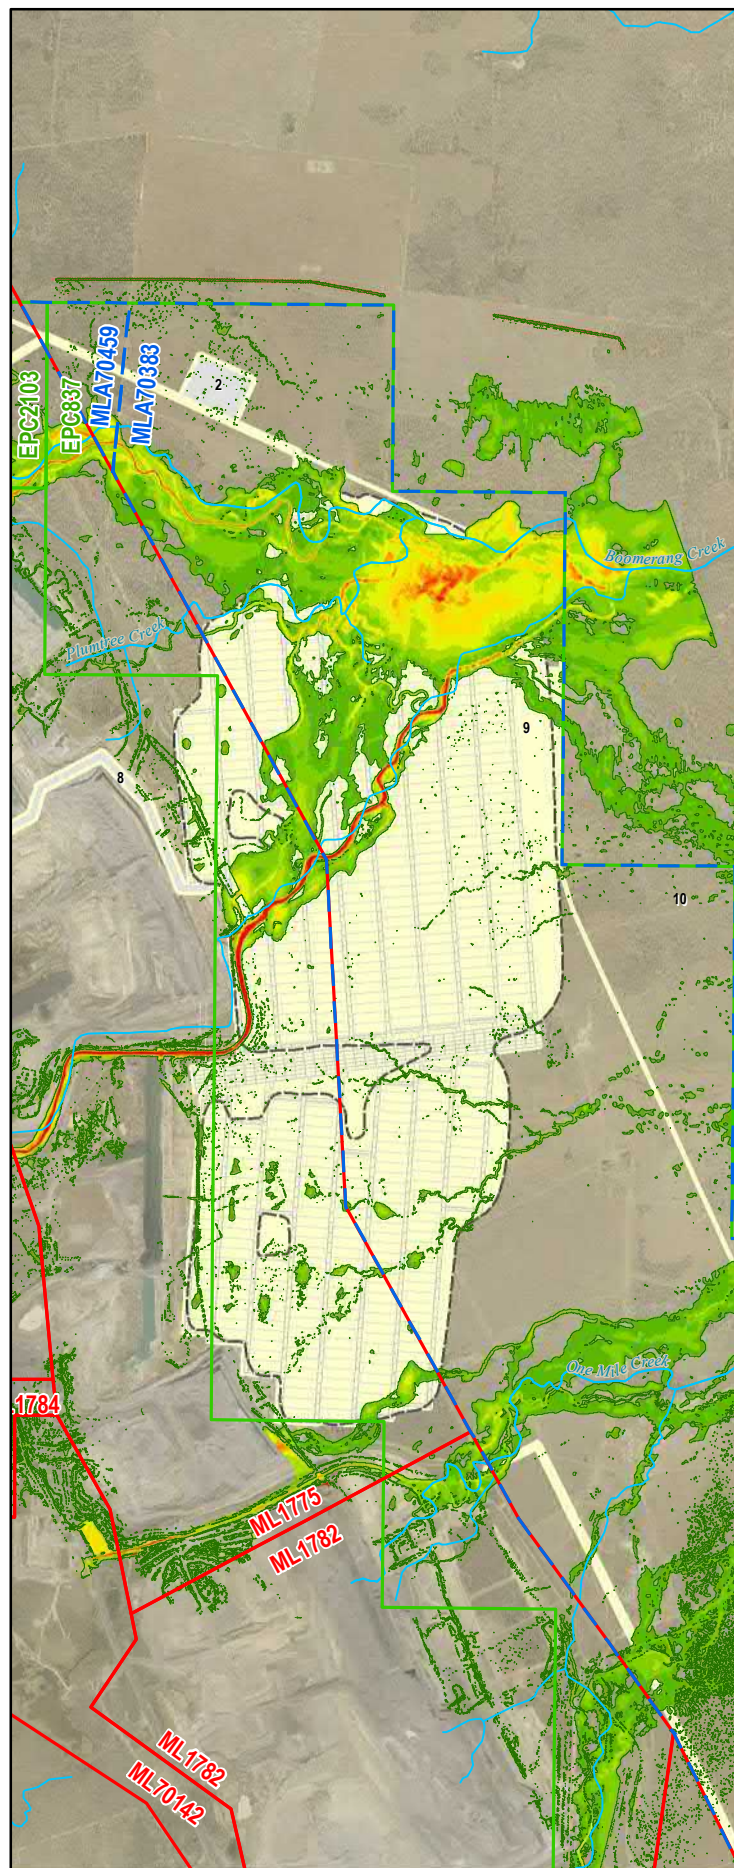 EPC2103
EPC837
MLA70459
MLA70383
2
Boomerang Creek
Plumtree Creek
9
8
10
One Mile Creek
1784
ML1775
ML1782
ML1782
ML70142